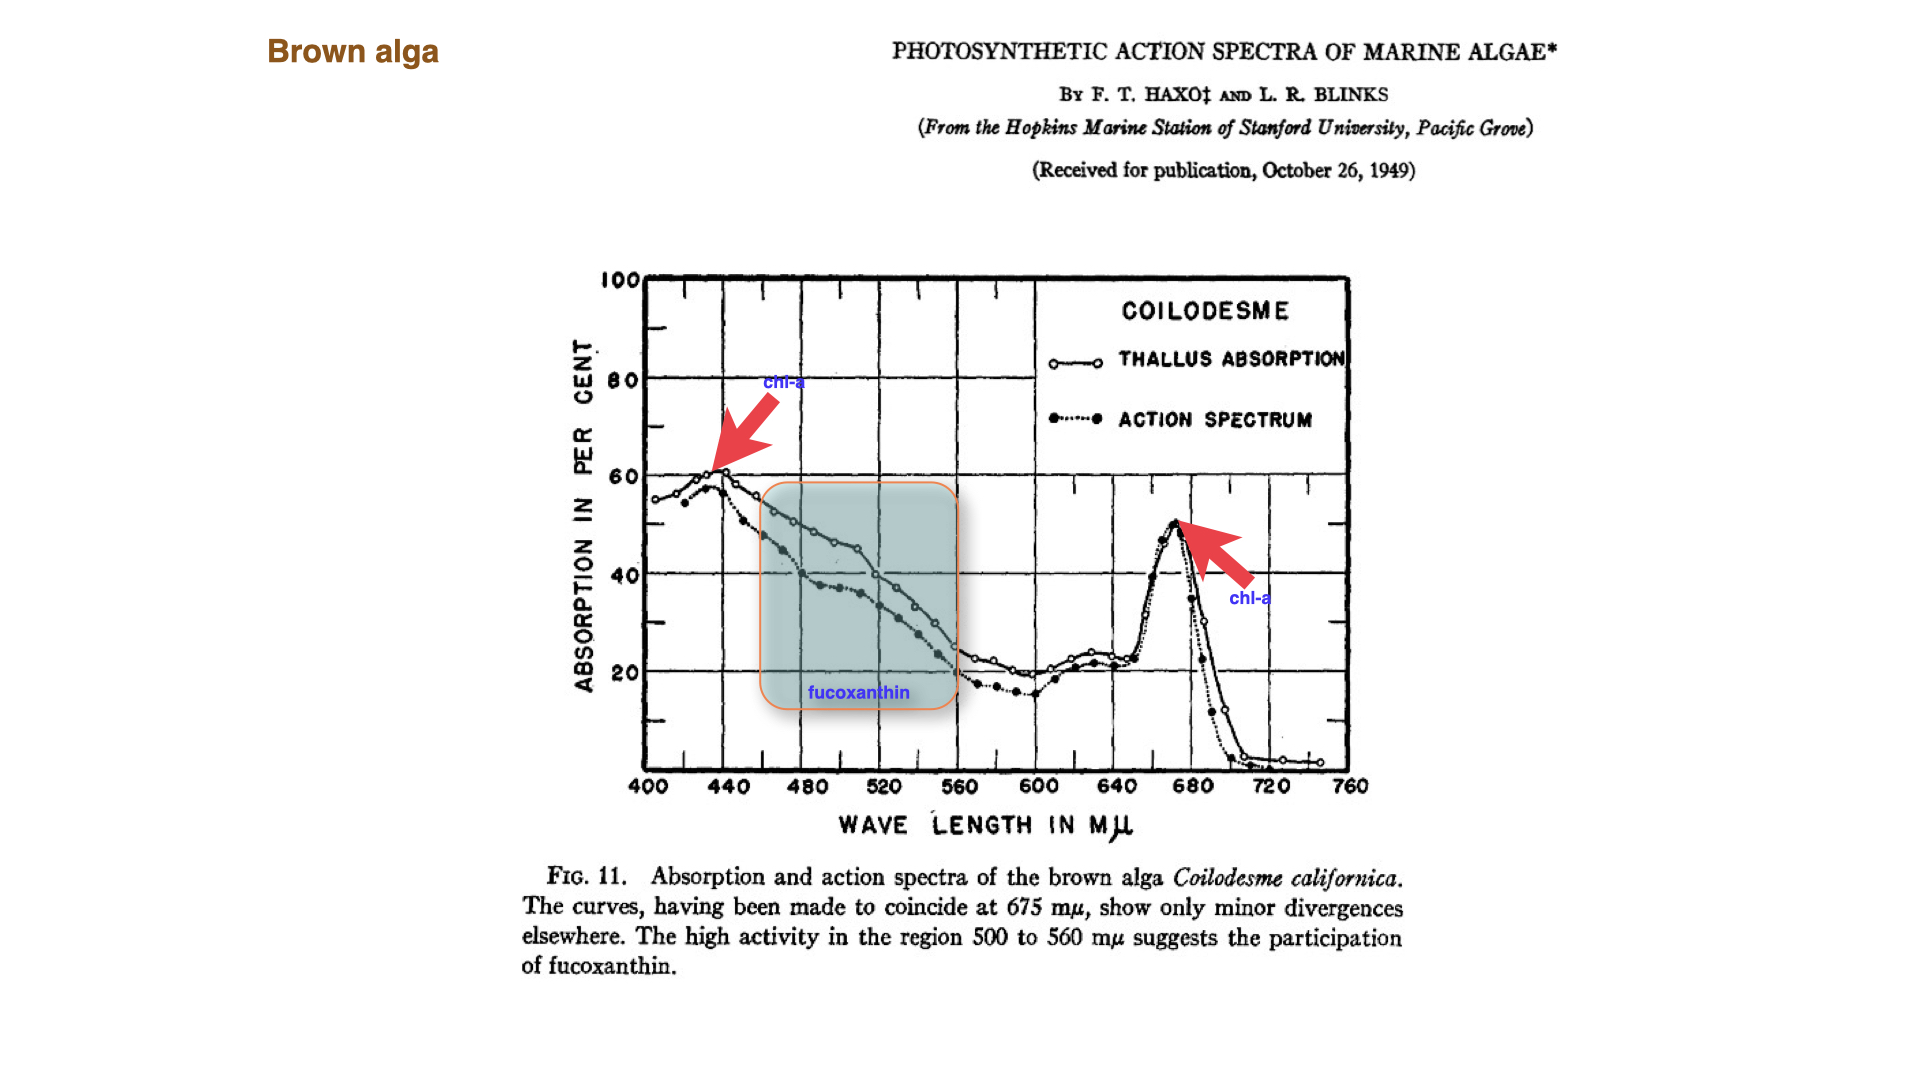 Brown alga
PHOTOSYNTHETIC ACTION SPECTRA OF MARINE ALGAE*
By F. T. HAXO‡ AND L. R. BLINKS
(From the Hopkins Marine Station of Stanford University, Pacific Grove)
(Received for publication, October 26, 1949)
100
80
60
40
20
ABSORPTION IN PER CENT
COILODESME
THALLUS ABSORPTION
ACTION SPECTRUM
chl-a
chl-a
fucoxanthin
400 440 480 520 560 600 640 680 720 760
WAVE LENGTH IN Mμ
FIG. 11. Absorption and action spectra of the brown alga Coilodesme californica.
The curves, having been made to coincide at 675 mμ, show only minor divergences
elsewhere. The high activity in the region 500 to 560 mμ suggests the participation
of fucoxanthin.